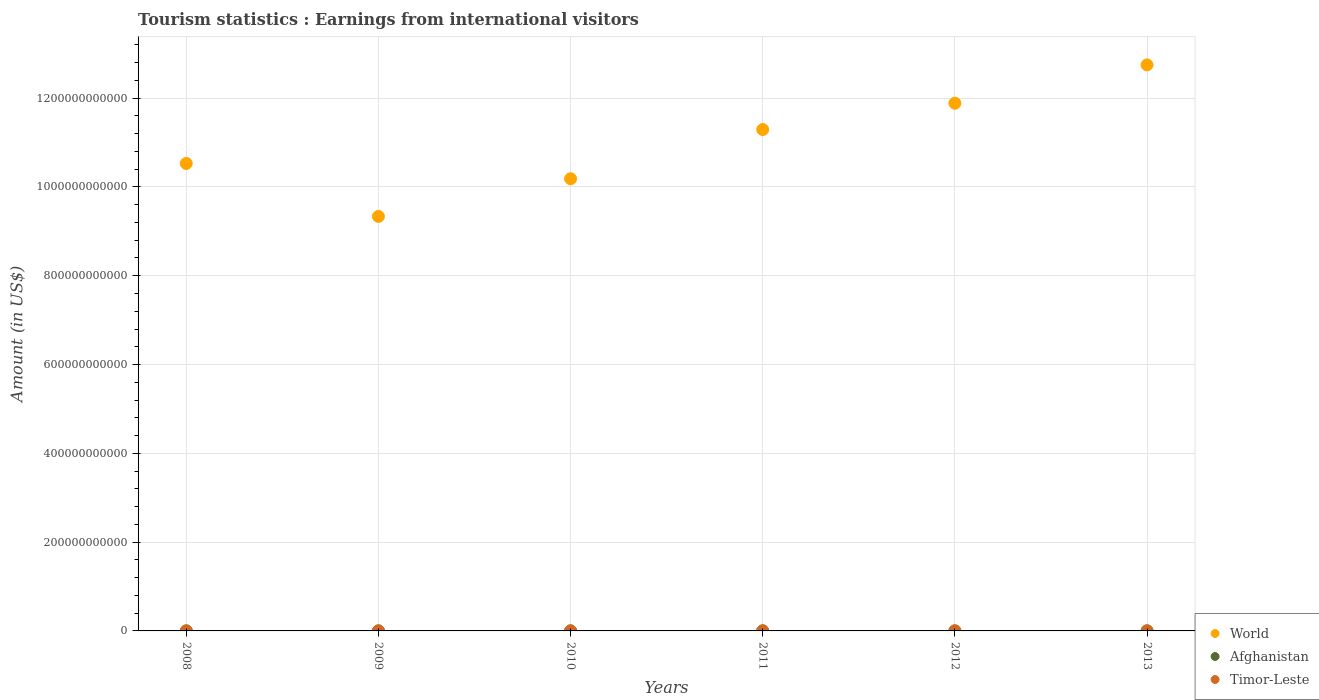 Tourism statistics : Earnings from international visitors
Amount (in US$)
1200000000000
1000000000000
800000000000
600000000000
400000000000
200000000000
0
2008
2009
2010
2011
2012
2013
Years
World
Afghanistan
Timor-Leste